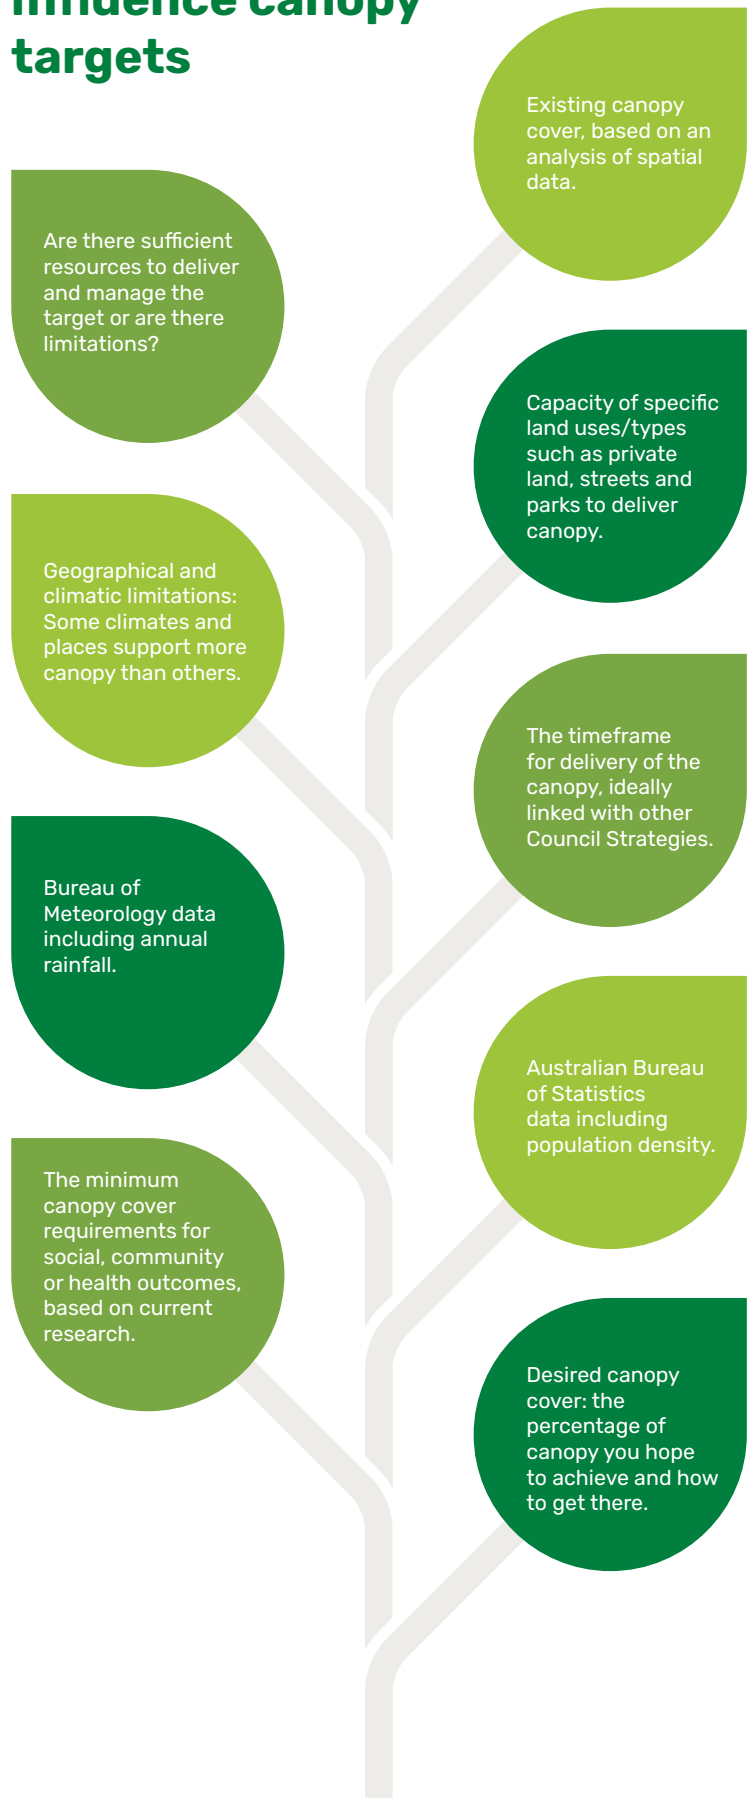 influence canopy
targets
Existing canopy
cover, based on an
analysis of spatial
data.
Are there sufficient
resources to deliver
and manage the
target or are there
limitations?
Capacity of specific
land uses/types
such as private
land, streets and
parks to deliver
canopy.
Geographical and
climatic limitations:
Some climates and
places support more
canopy than others.
The timeframe
for delivery of the
canopy, ideally
linked with other
Council Strategies.
Bureau of
Meteorology data
including annual
rainfall.
Australian Bureau
of Statistics
data including
population density.
The minimum
canopy cover
requirements for
social, community
or health outcomes,
based on current
research.
Desired canopy
cover: the
percentage of
canopy you hope
to achieve and how
to get there.